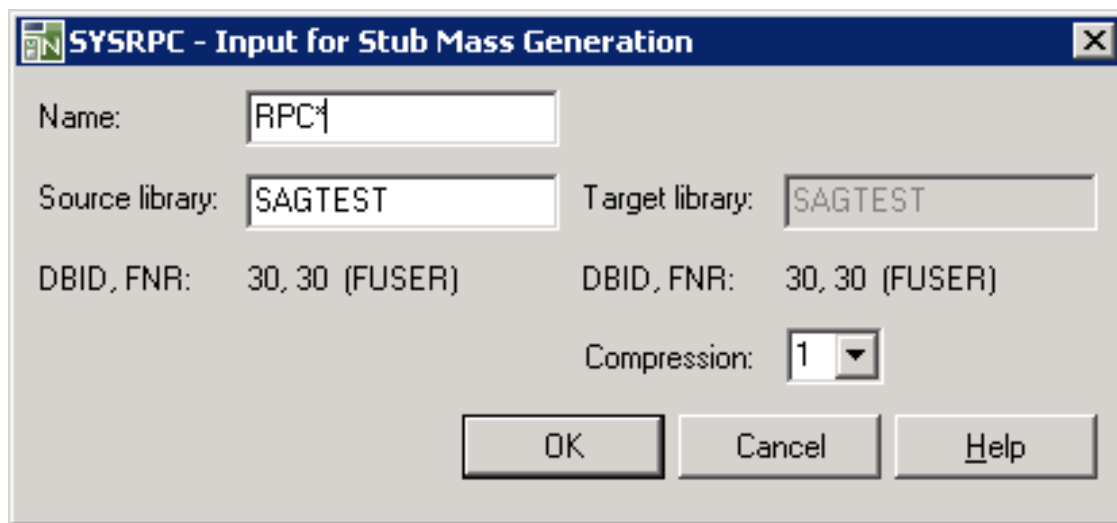 SYSRPC - Input for Stub Mass Generation
Name: RPC*
Source library: SAGTEST Target library: SAGTEST
DBID, FNR: 30, 30 (FUSER) DBID, FNR: 30, 30 (FUSER)
Compression: 1
OK Cancel Help